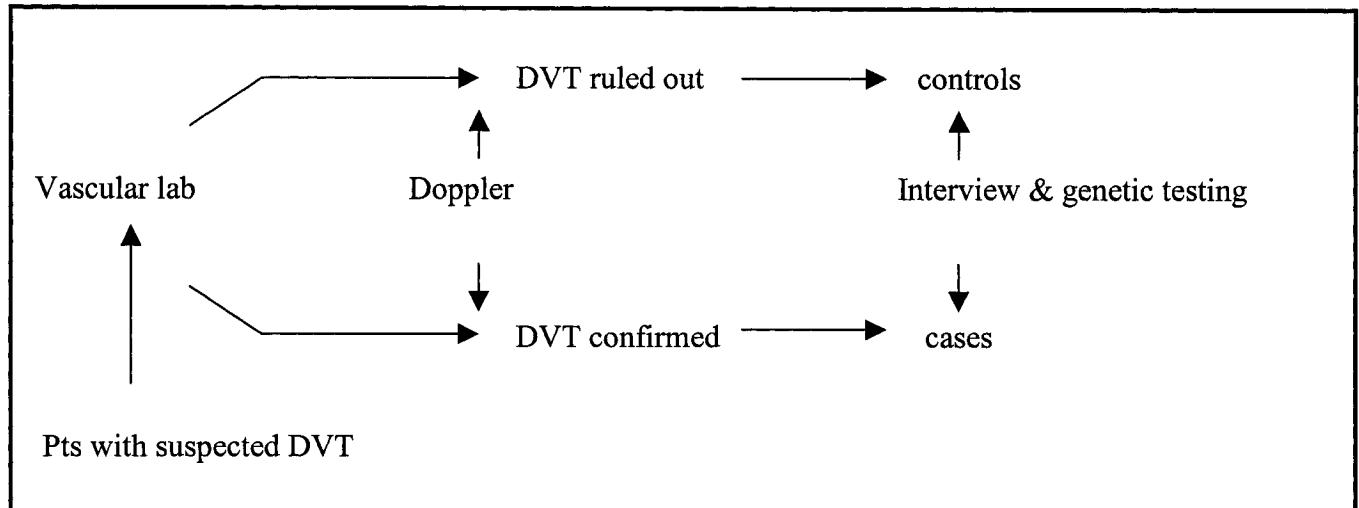 DVT ruled out controls
Vascular lab Doppler Interview & genetic testing
DVT confirmed cases
Pts with suspected DVT